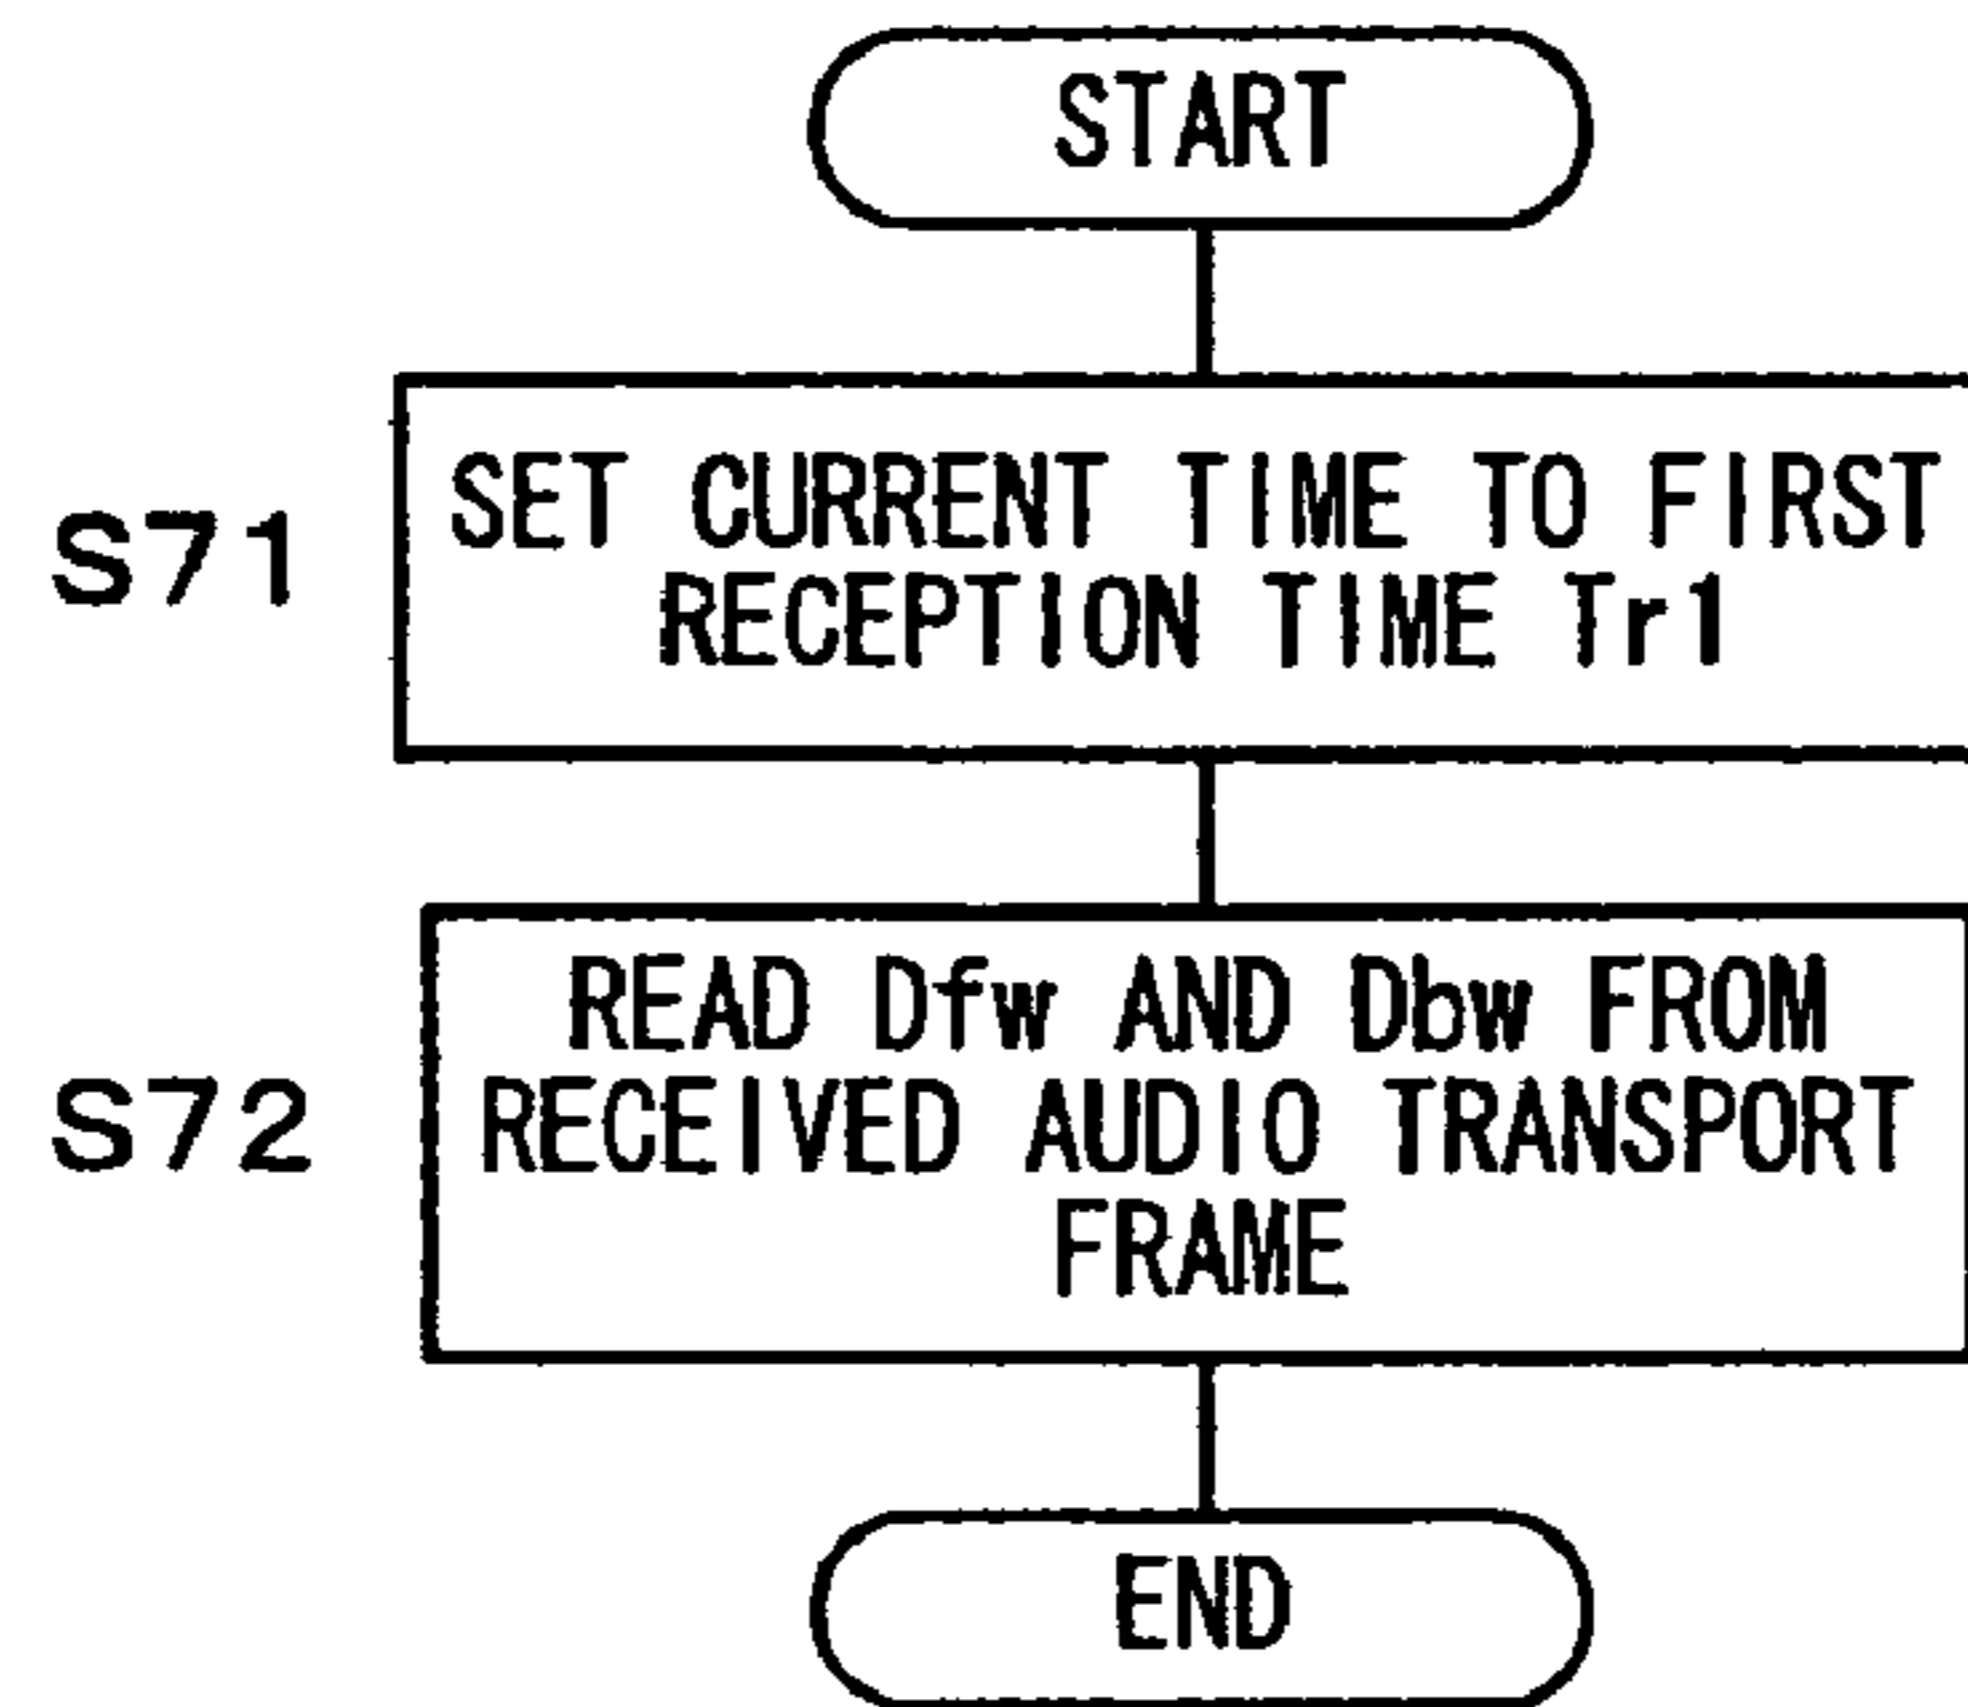 START
S71
SET CURRENT TIME TO FIRST
RECEPTION TIME Tr1
S72
READ Dfw AND Dbw FROM
RECEIVED AUDIO TRANSPORT
FRAME
END